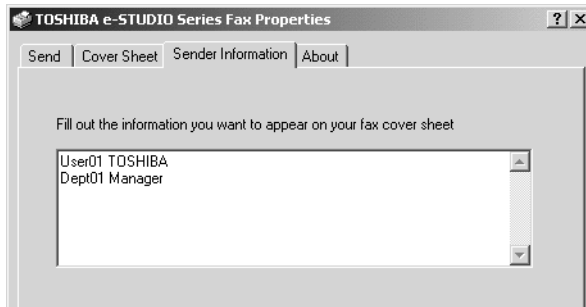 TOSHIBA e-STUDIO Series Fax Properties
Send Cover Sheet Sender Information About
Fill out the information you want to appear on your fax cover sheet
User01 TOSHIBA
Dept01 Manager